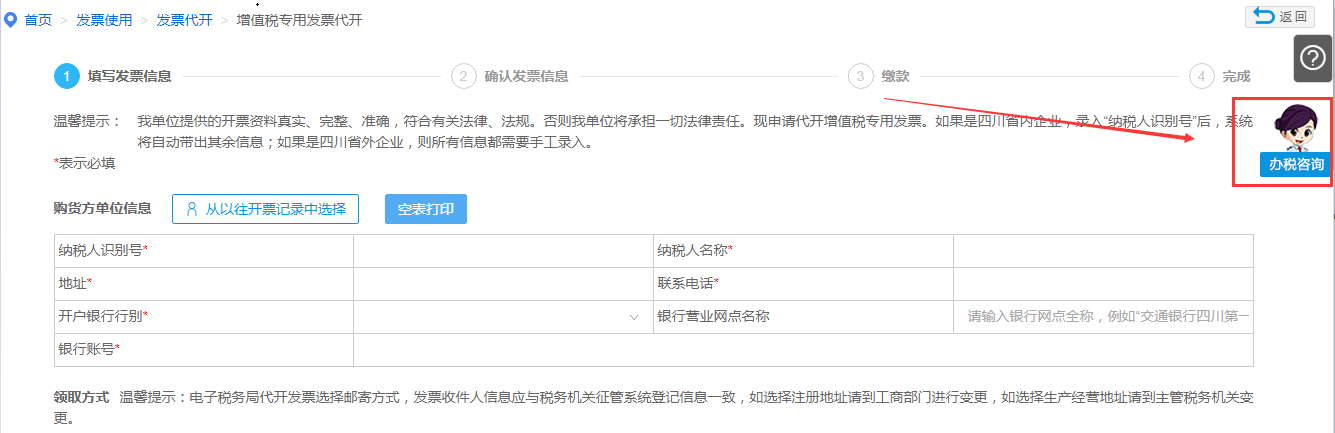 首页 > 发票使用 > 发票代开 > 增值税专用发票代开
返回
1 填写发票信息 2 确认发票信息 3 缴款 4 完成
温馨提示： 我单位提供的开票资料真实、完整、准确，符合有关法律、法规。否则我单位将承担一切法律责任。现申请代开增值税专用发票。如果是四川省内企业，录入“纳税人识别号”后，系统
将自动带出其余信息；如果是四川省外企业，则所有信息都需要手工录入。
*表示必填
办税咨询
购货方单位信息 从以往开票记录中选择 空表打印
纳税人识别号* 纳税人名称*
地址* 联系电话*
开户银行行别* 银行营业网点名称 请输入银行网点全称，例如“交通银行四川第一
银行账号*
领取方式 温馨提示：电子税务局代开发票选择邮寄方式，发票收件人信息应与税务机关征管系统登记信息一致，如选择注册地址请到工商部门进行变更，如选择生产经营地址请到主管税务机关变
更。